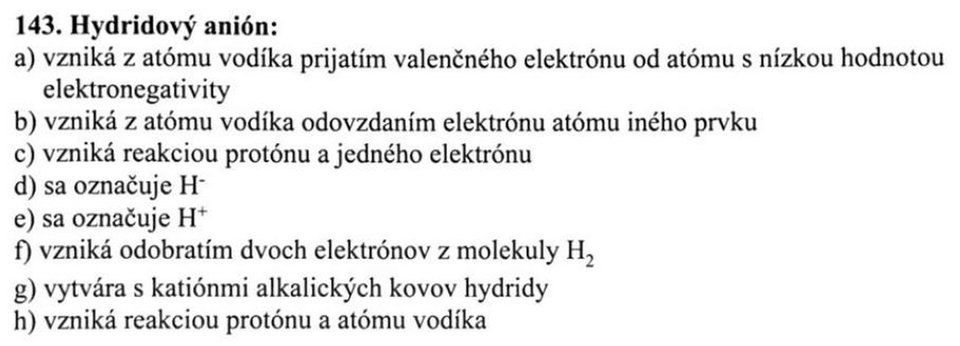 143. Hydridový anión:
a) vzniká z atómu vodíka prijatím valenčného elektrónu od atómu s nízkou hodnotou
elektronegativity
b) vzniká z atómu vodíka odovzdaním elektrónu atómu iného prvku
c) vzniká reakciou protónu a jedného elektrónu
d) sa označuje H⁻
e) sa označuje H⁺
f) vzniká odobratím dvoch elektrónov z molekuly H₂
g) vytvára s katiónmi alkalických kovov hydridy
h) vzniká reakciou protónu a atómu vodíka